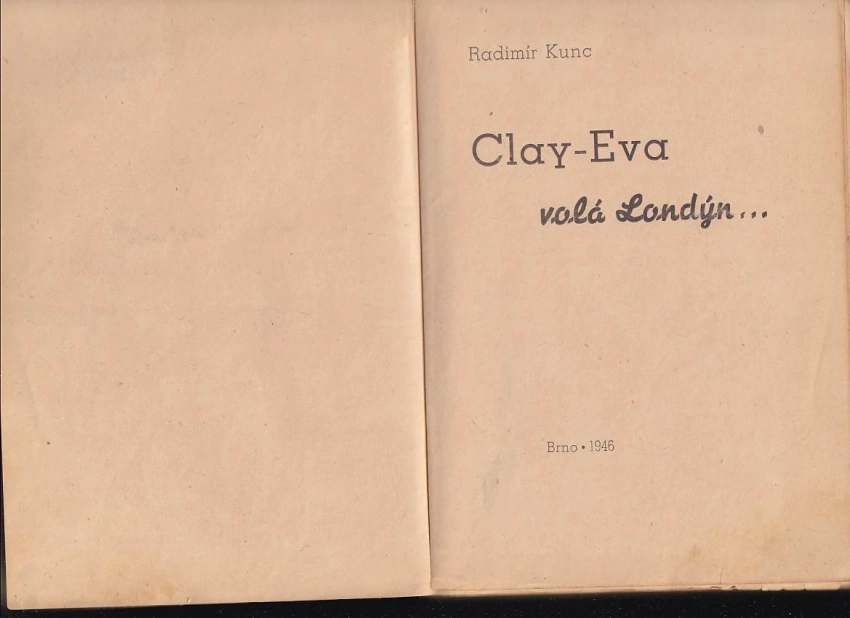 Radimír Kunc
Clay-Eva
volá Londýn...
Brno • 1946